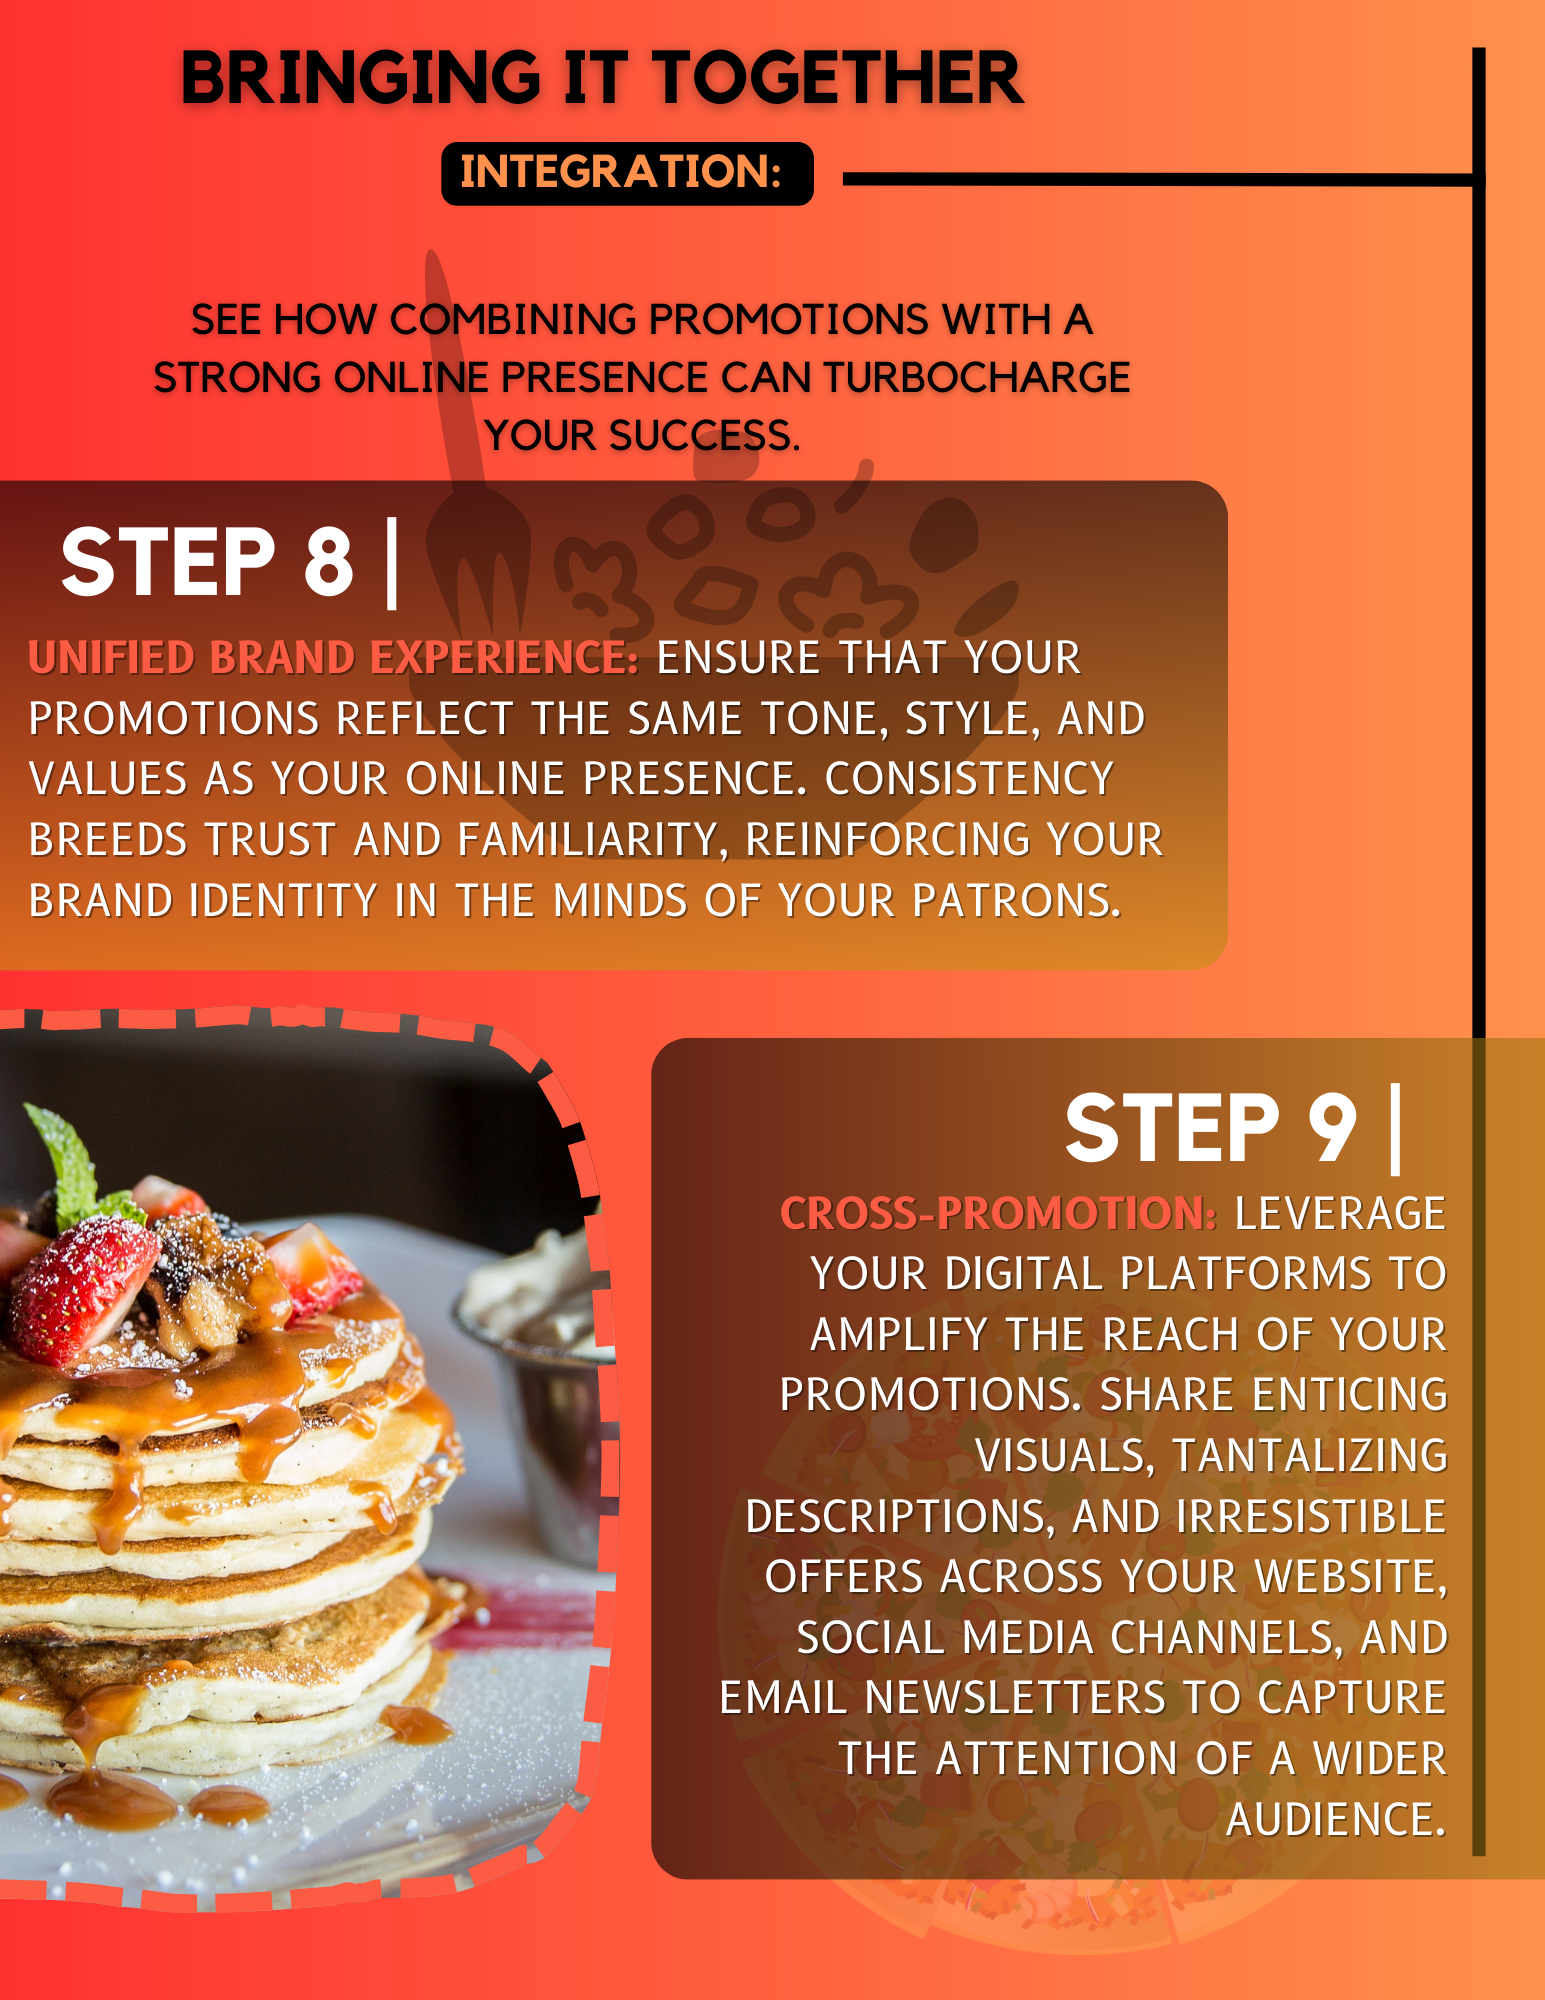 BRINGING IT TOGETHER
INTEGRATION:
SEE HOW COMBINING PROMOTIONS WITH A
STRONG ONLINE PRESENCE CAN TURBOCHARGE
YOUR SUCCESS.
STEP 8 |
UNIFIED BRAND EXPERIENCE: ENSURE THAT YOUR
PROMOTIONS REFLECT THE SAME TONE, STYLE, AND
VALUES AS YOUR ONLINE PRESENCE. CONSISTENCY
BREEDS TRUST AND FAMILIARITY, REINFORCING YOUR
BRAND IDENTITY IN THE MINDS OF YOUR PATRONS.
STEP 9 |
CROSS-PROMOTION: LEVERAGE
YOUR DIGITAL PLATFORMS TO
AMPLIFY THE REACH OF YOUR
PROMOTIONS. SHARE ENTICING
VISUALS, TANTALIZING
DESCRIPTIONS, AND IRRESISTIBLE
OFFERS ACROSS YOUR WEBSITE,
SOCIAL MEDIA CHANNELS, AND
EMAIL NEWSLETTERS TO CAPTURE
THE ATTENTION OF A WIDER
AUDIENCE.